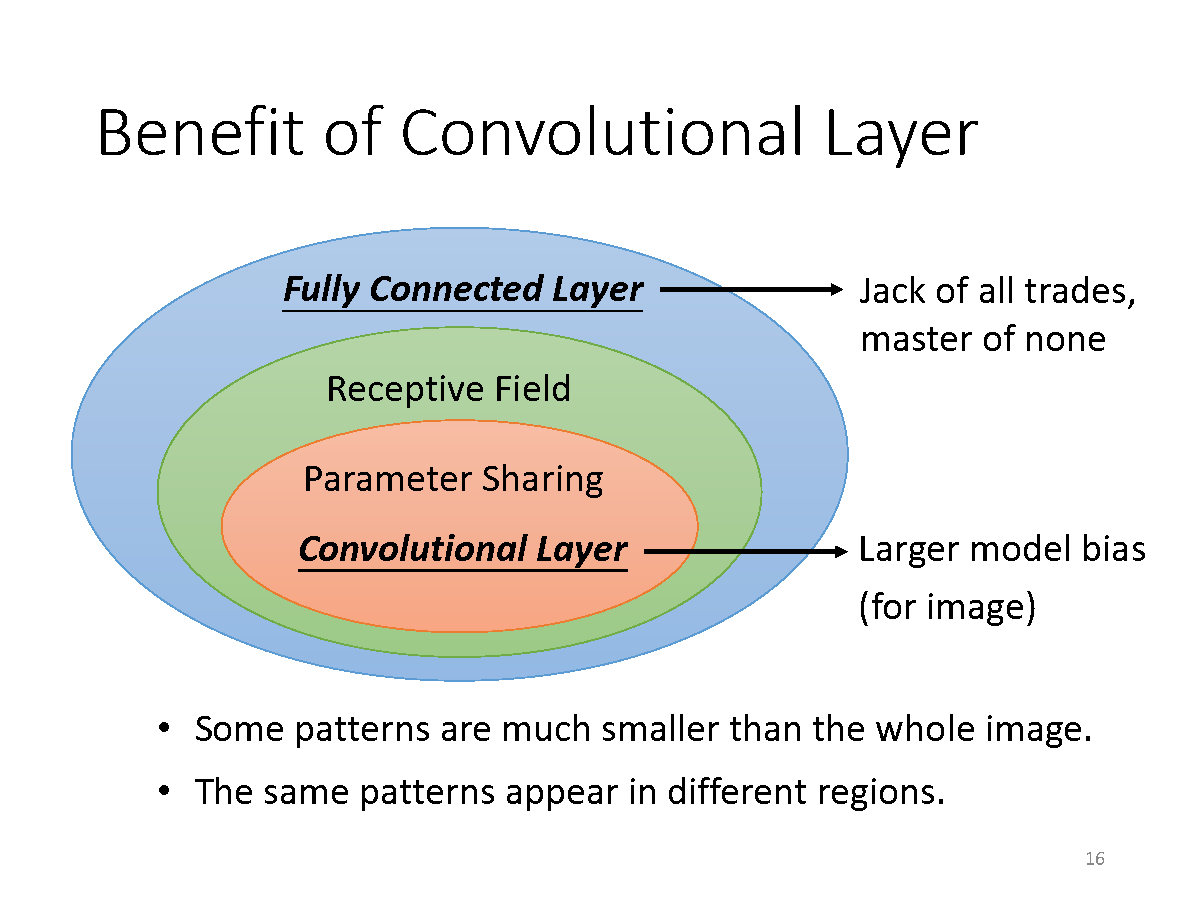 Benefit of Convolutional Layer
Fully Connected Layer
Jack of all trades,
master of none
Receptive Field
Parameter Sharing
Convolutional Layer
Larger model bias
(for image)
• Some patterns are much smaller than the whole image.
• The same patterns appear in different regions.
16